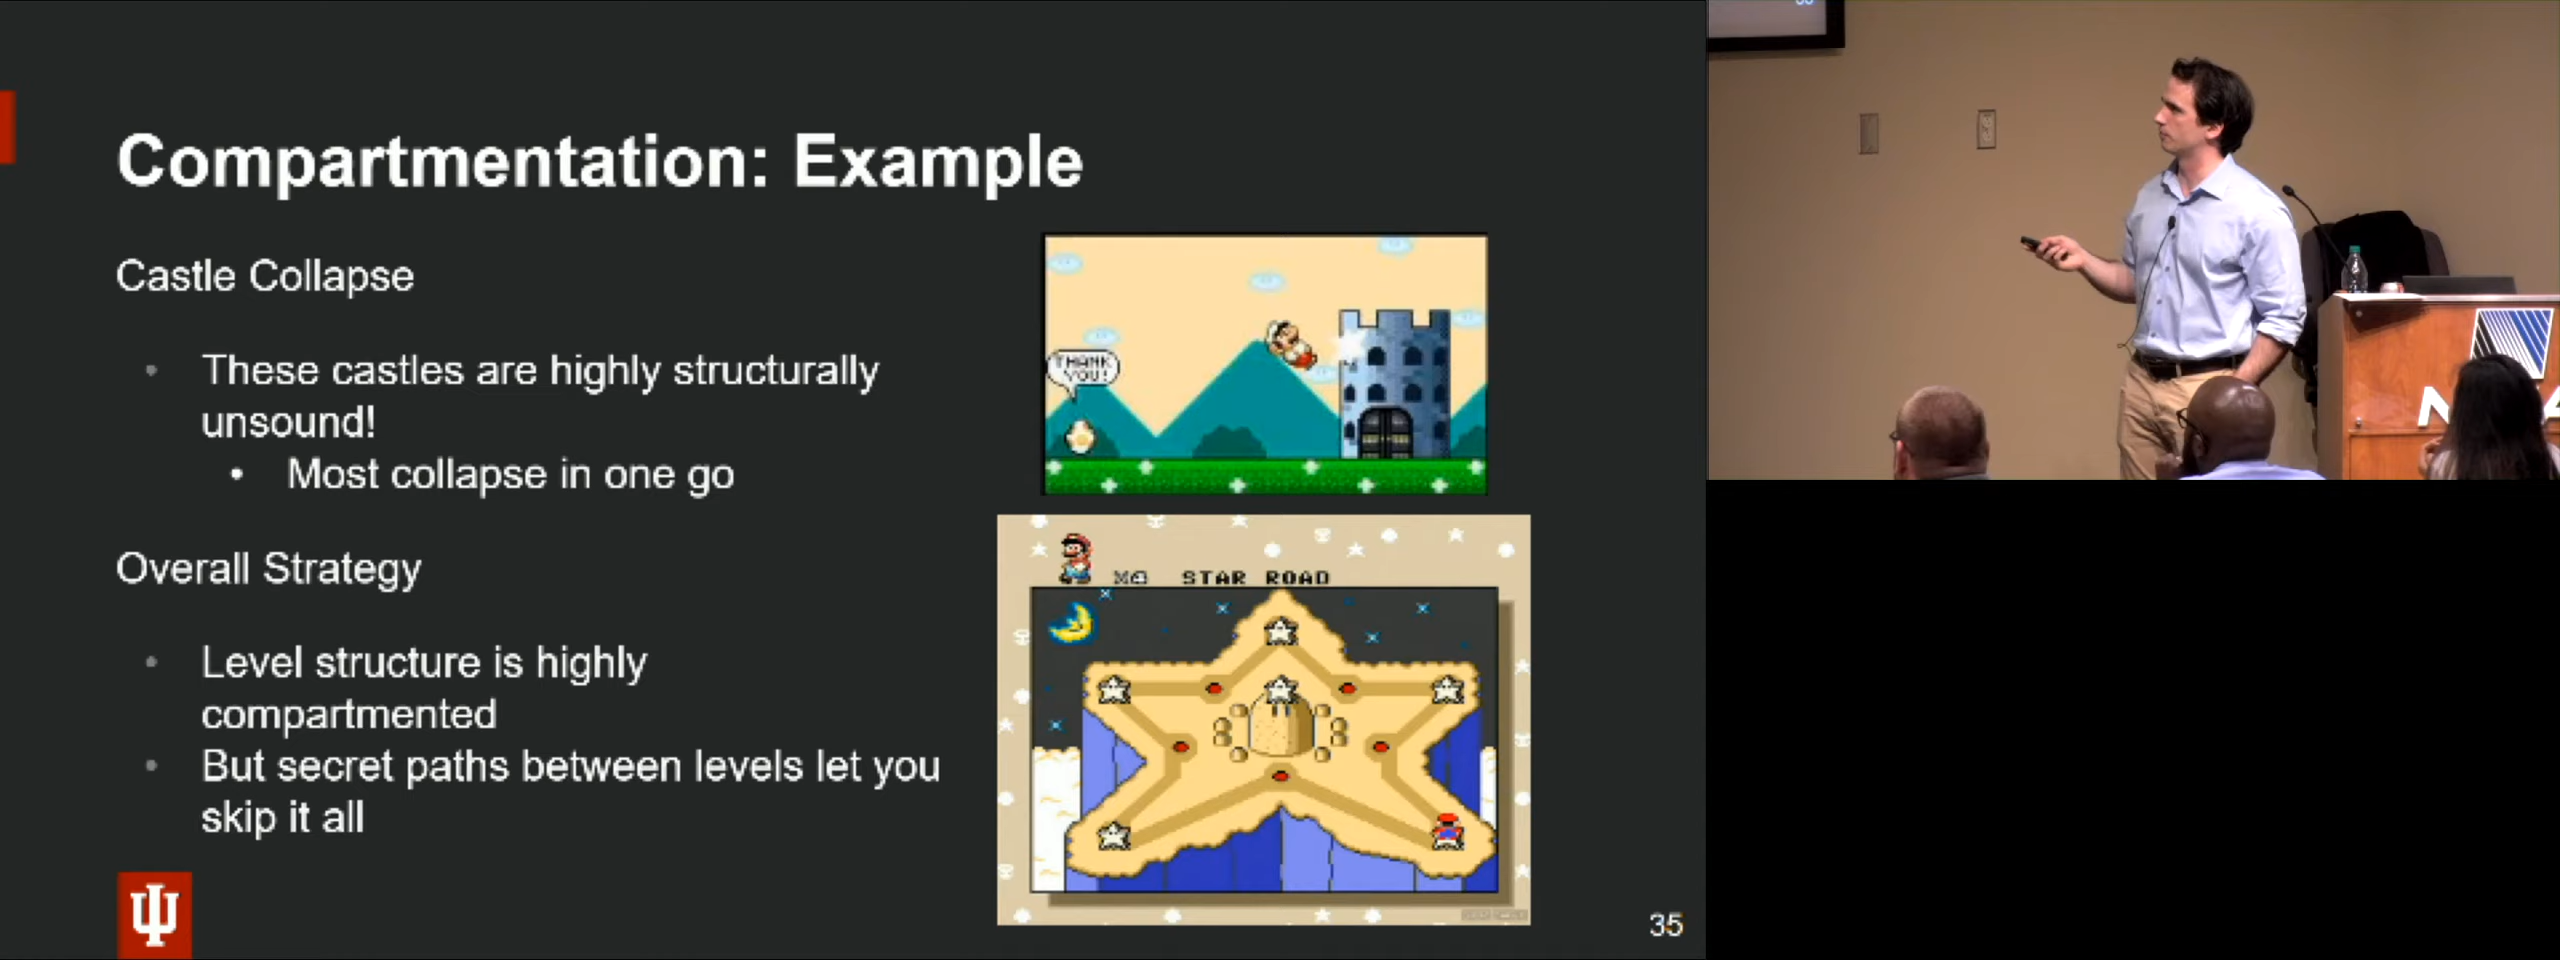 Compartmentation: Example
Castle Collapse
• These castles are highly structurally
unsound!
• Most collapse in one go
THANK
YOU!
Overall Strategy
• Level structure is highly
compartmented
• But secret paths between levels let you
skip it all
STAR ROAD
35